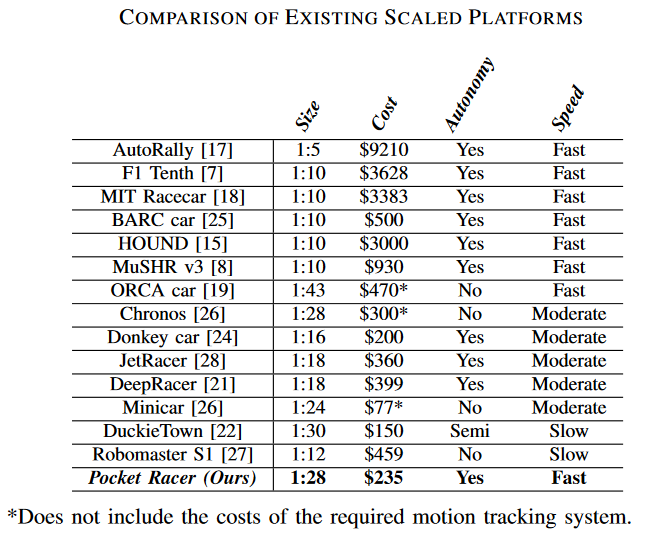 COMPARISON OF EXISTING SCALED PLATFORMS
Size Cost Autonomy Speed
AutoRally [17] 1:5 $9210 Yes Fast
F1 Tenth [7] 1:10 $3628 Yes Fast
MIT Racecar [18] 1:10 $3383 Yes Fast
BARC car [25] 1:10 $500 Yes Fast
HOUND [15] 1:10 $3000 Yes Fast
MuSHR v3 [8] 1:10 $930 Yes Fast
ORCA car [19] 1:43 $470* No Fast
Chronos [26] 1:28 $300* No Moderate
Donkey car [24] 1:16 $200 Yes Moderate
JetRacer [28] 1:18 $360 Yes Moderate
DeepRacer [21] 1:18 $399 Yes Moderate
Minicar [26] 1:24 $77* No Moderate
DuckieTown [22] 1:30 $150 Semi Slow
Robomaster S1 [27] 1:12 $459 No Slow
Pocket Racer (Ours) 1:28 $235 Yes Fast
*Does not include the costs of the required motion tracking system.